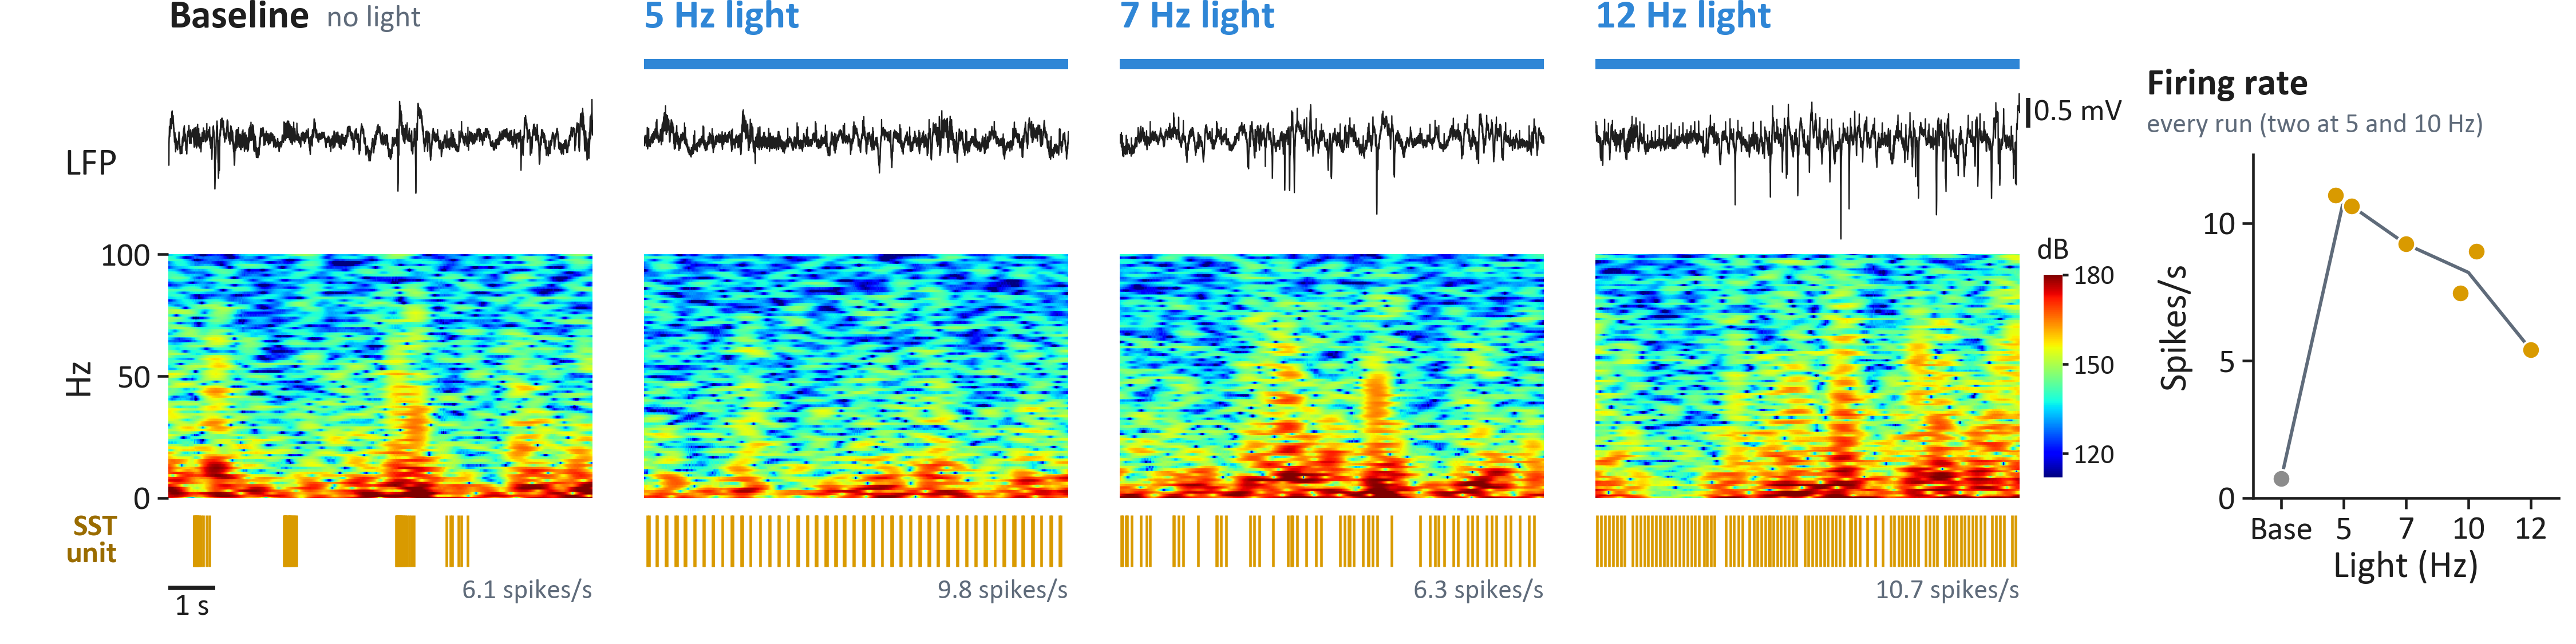 Baseline no light
5 Hz light
7 Hz light
12 Hz light
LFP
0.5 mV
Firing rate
every run (two at 5 and 10 Hz)
100
50
0
Hz
dB
180
150
120
Spikes/s
10
5
0
Base 5 7 10 12
Light (Hz)
SST
unit
1 s
6.1 spikes/s
9.8 spikes/s
6.3 spikes/s
10.7 spikes/s